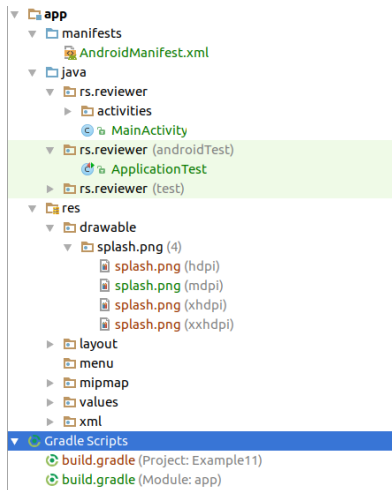 app
manifests
AndroidManifest.xml
java
rs.reviewer
activities
MainActivity
rs.reviewer (androidTest)
ApplicationTest
rs.reviewer (test)
res
drawable
splash.png (4)
splash.png (hdpi)
splash.png (mdpi)
splash.png (xhdpi)
splash.png (xxhdpi)
layout
menu
mipmap
values
xml
Gradle Scripts
build.gradle (Project: Example11)
build.gradle (Module: app)